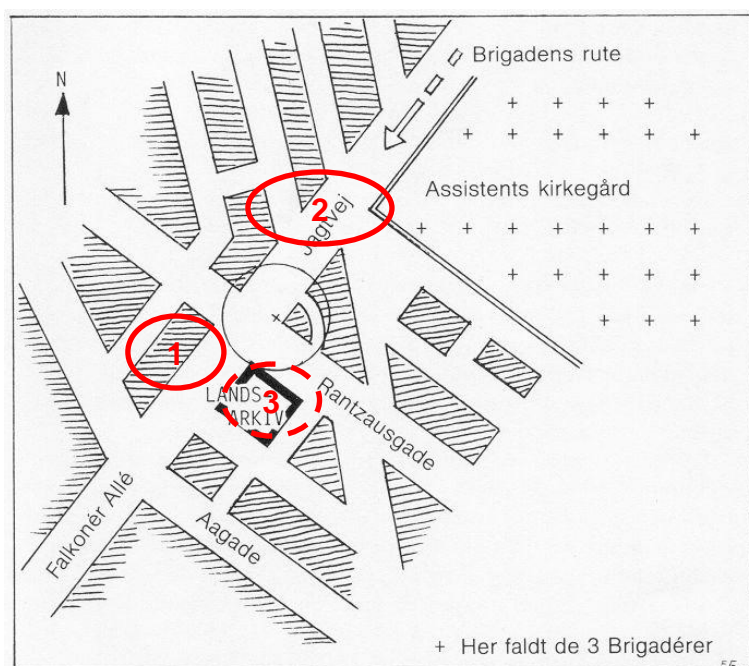 Brigadens rute
N
Assistents kirkegård
2
Jagtvej
1
LANDS
3
ARKIV
Rantzausgade
Falkonér Allé
Aagade
+ Her faldt de 3 Brigadérer